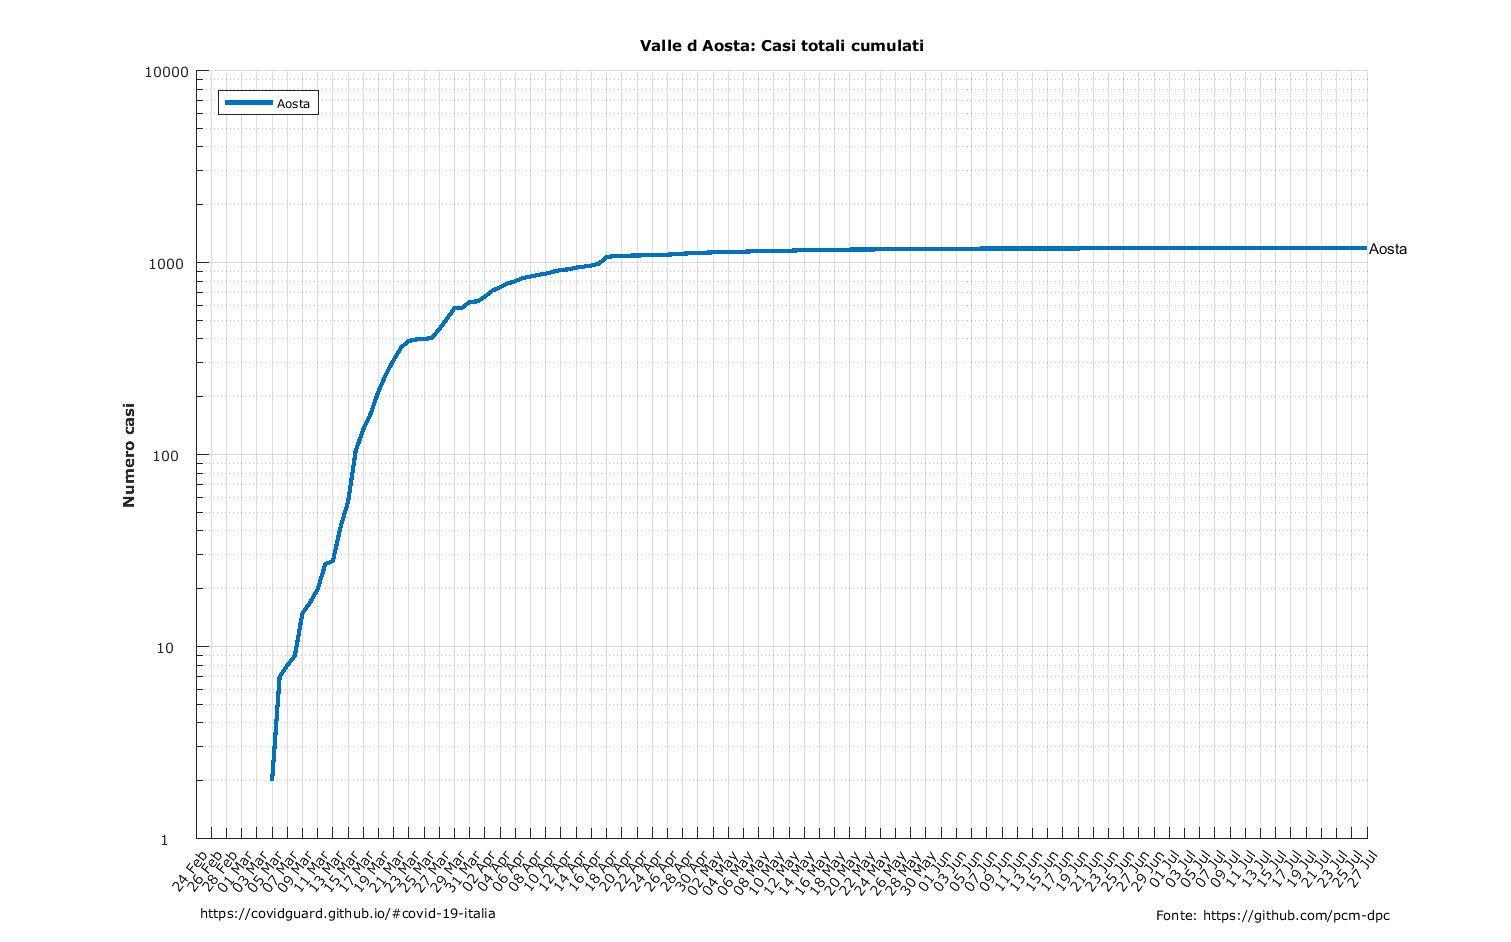 Valle d Aosta: Casi totali cumulati
10000
Aosta
1000
Aosta
100
Numero casi
10
1
24 Feb
26 Feb
28 Feb
01 Mar
03 Mar
05 Mar
07 Mar
09 Mar
11 Mar
13 Mar
15 Mar
17 Mar
19 Mar
21 Mar
23 Mar
25 Mar
27 Mar
29 Mar
31 Mar
02 Apr
04 Apr
06 Apr
08 Apr
10 Apr
12 Apr
14 Apr
16 Apr
18 Apr
20 Apr
22 Apr
24 Apr
26 Apr
28 Apr
30 Apr
02 May
04 May
06 May
08 May
10 May
12 May
14 May
16 May
18 May
20 May
22 May
24 May
26 May
28 May
30 May
01 Jun
03 Jun
05 Jun
07 Jun
09 Jun
11 Jun
13 Jun
15 Jun
17 Jun
19 Jun
21 Jun
23 Jun
25 Jun
27 Jun
29 Jun
01 Jul
03 Jul
05 Jul
07 Jul
09 Jul
11 Jul
13 Jul
15 Jul
17 Jul
19 Jul
21 Jul
23 Jul
25 Jul
27 Jul
https://covidguard.github.io/#covid-19-italia
Fonte: https://github.com/pcm-dpc